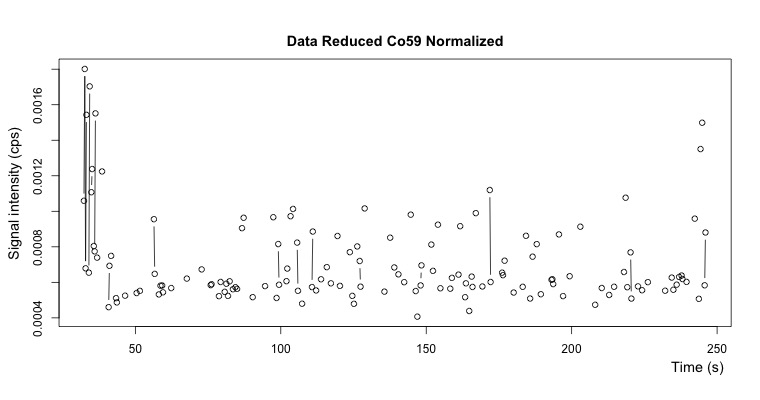 Data Reduced Co59 Normalized
Signal intensity (cps)
0.0016
0.0012
0.0008
0.0004
50 100 150 200 250
Time (s)